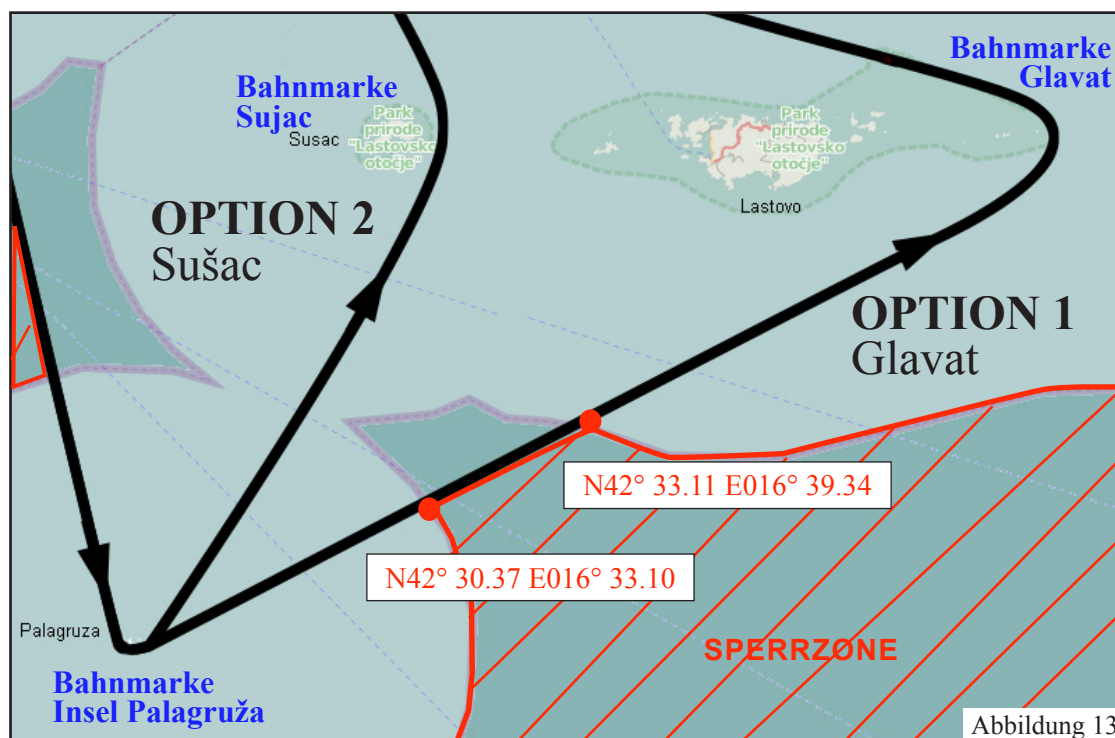 Bahnmarke
Glavat
Bahnmarke
Sujac
Susac
Park
prirode
"Lastovsko
otočje"
Park
prirode
"Lastovsko
otočje"
Lastovo
OPTION 2
Sušac
OPTION 1
Glavat
N42° 33.11 E016° 39.34
N42° 30.37 E016° 33.10
Palagruza
SPERRZONE
Bahnmarke
Insel Palagruža
Abbildung 13